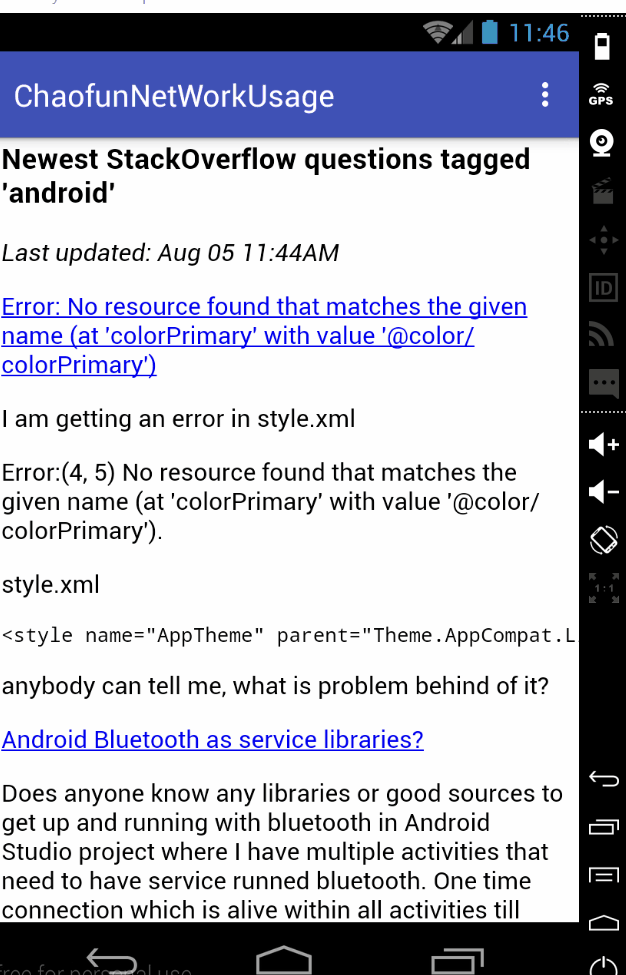 11:46
ChaofunNetWorkUsage
GPS
Newest StackOverflow questions tagged
'android'
Last updated: Aug 05 11:44AM
ID
Error: No resource found that matches the given
name (at 'colorPrimary' with value '@color/
colorPrimary')
I am getting an error in style.xml
Error:(4, 5) No resource found that matches the
given name (at 'colorPrimary' with value '@color/
colorPrimary').
style.xml
1:1
<style name="AppTheme" parent="Theme.AppCompat.L
anybody can tell me, what is problem behind of it?
Android Bluetooth as service libraries?
Does anyone know any libraries or good sources to
get up and running with bluetooth in Android
Studio project where I have multiple activities that
need to have service runned bluetooth. One time
connection which is alive within all activities till
free for personal use